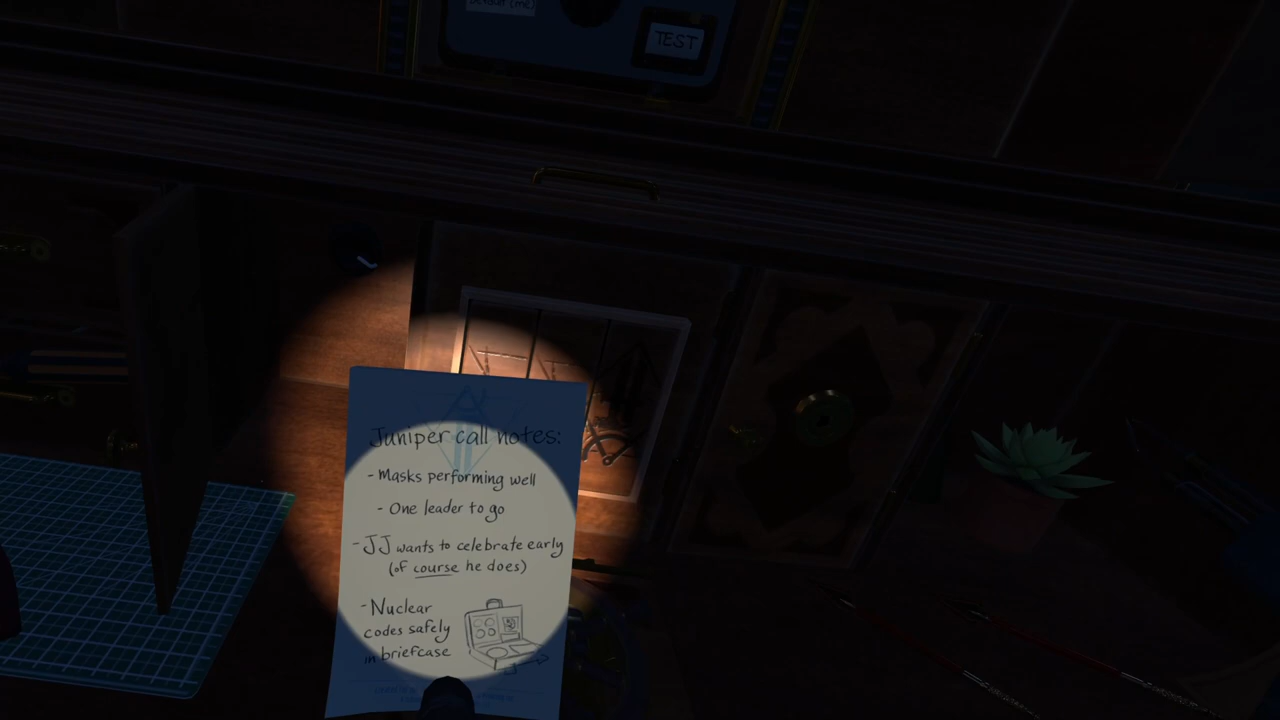 TEST
Juniper call notes:
- Masks performing well
- One leader to go
- JJ wants to celebrate early
(of course he does)
- Nuclear
codes safely
in briefcase